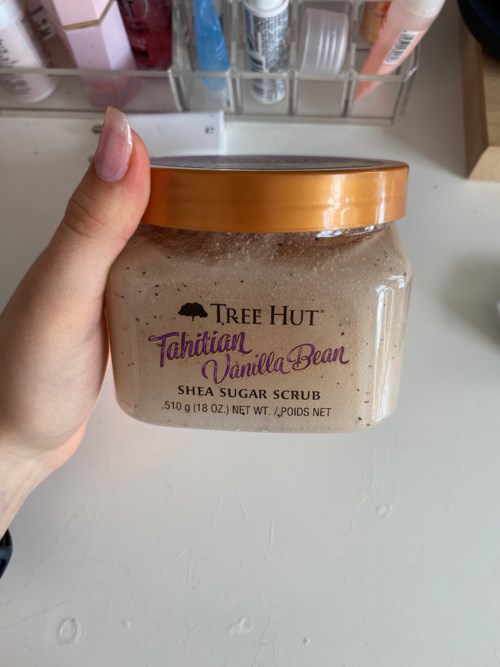 TREE HUT®
Tahitian
Vanilla Bean
SHEA SUGAR SCRUB
510 g (18 OZ.) NET WT. / POIDS NET